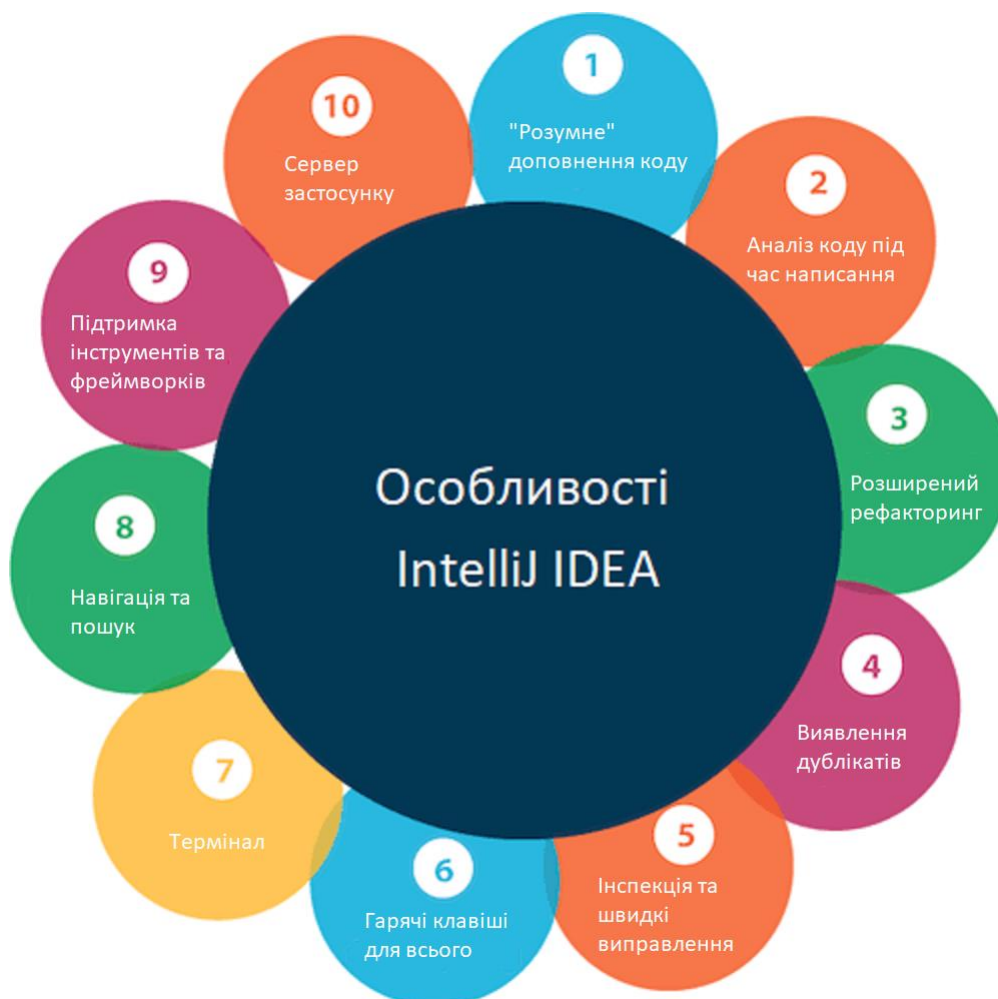 Особливості
IntelliJ IDEA
1
"Розумне"
доповнення коду
2
Аналіз коду під
час написання
3
Розширений
рефакторинг
4
Виявлення
дублікатів
5
Інспекція та
швидкі
виправлення
6
Гарячі клавіші
для всього
7
Термінал
8
Навігація та
пошук
9
Підтримка
інструментів та
фреймворків
10
Сервер
застосунку